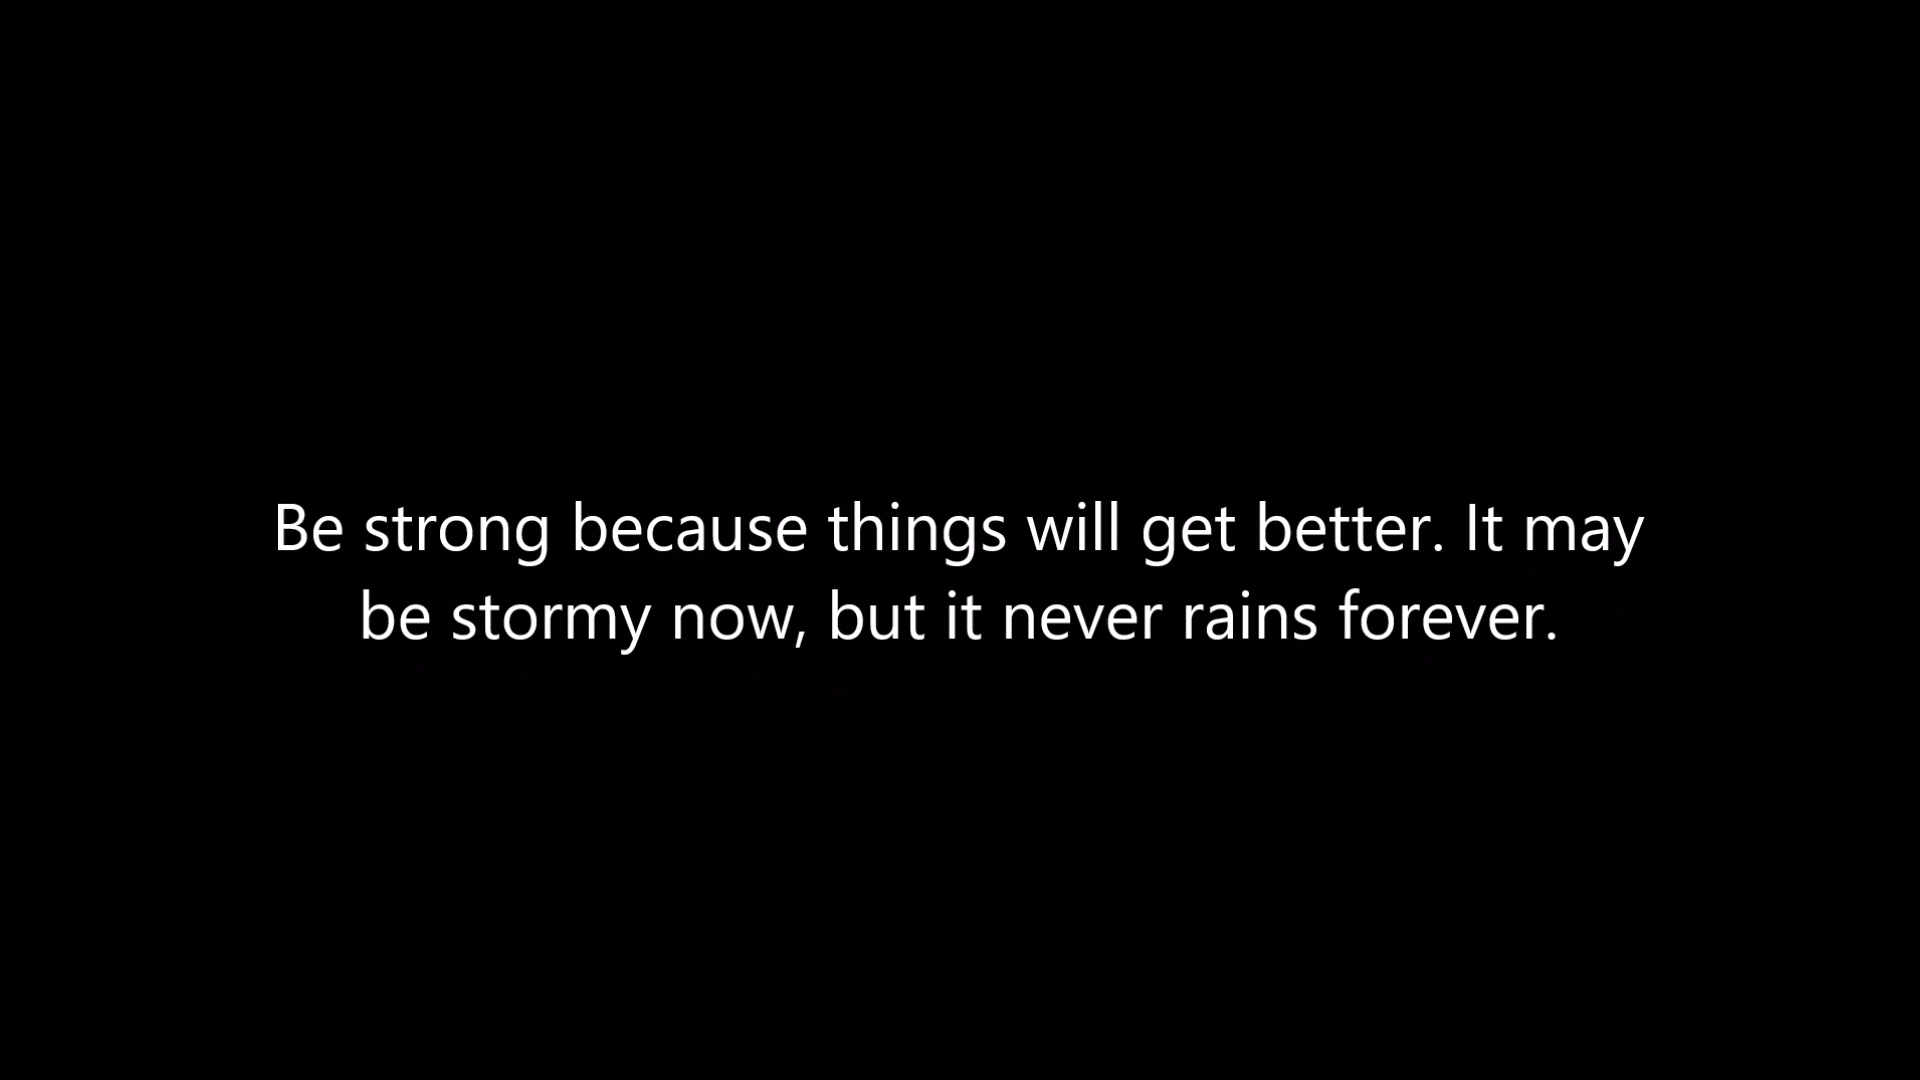 Be strong because things will get better. It may
be stormy now, but it never rains forever.